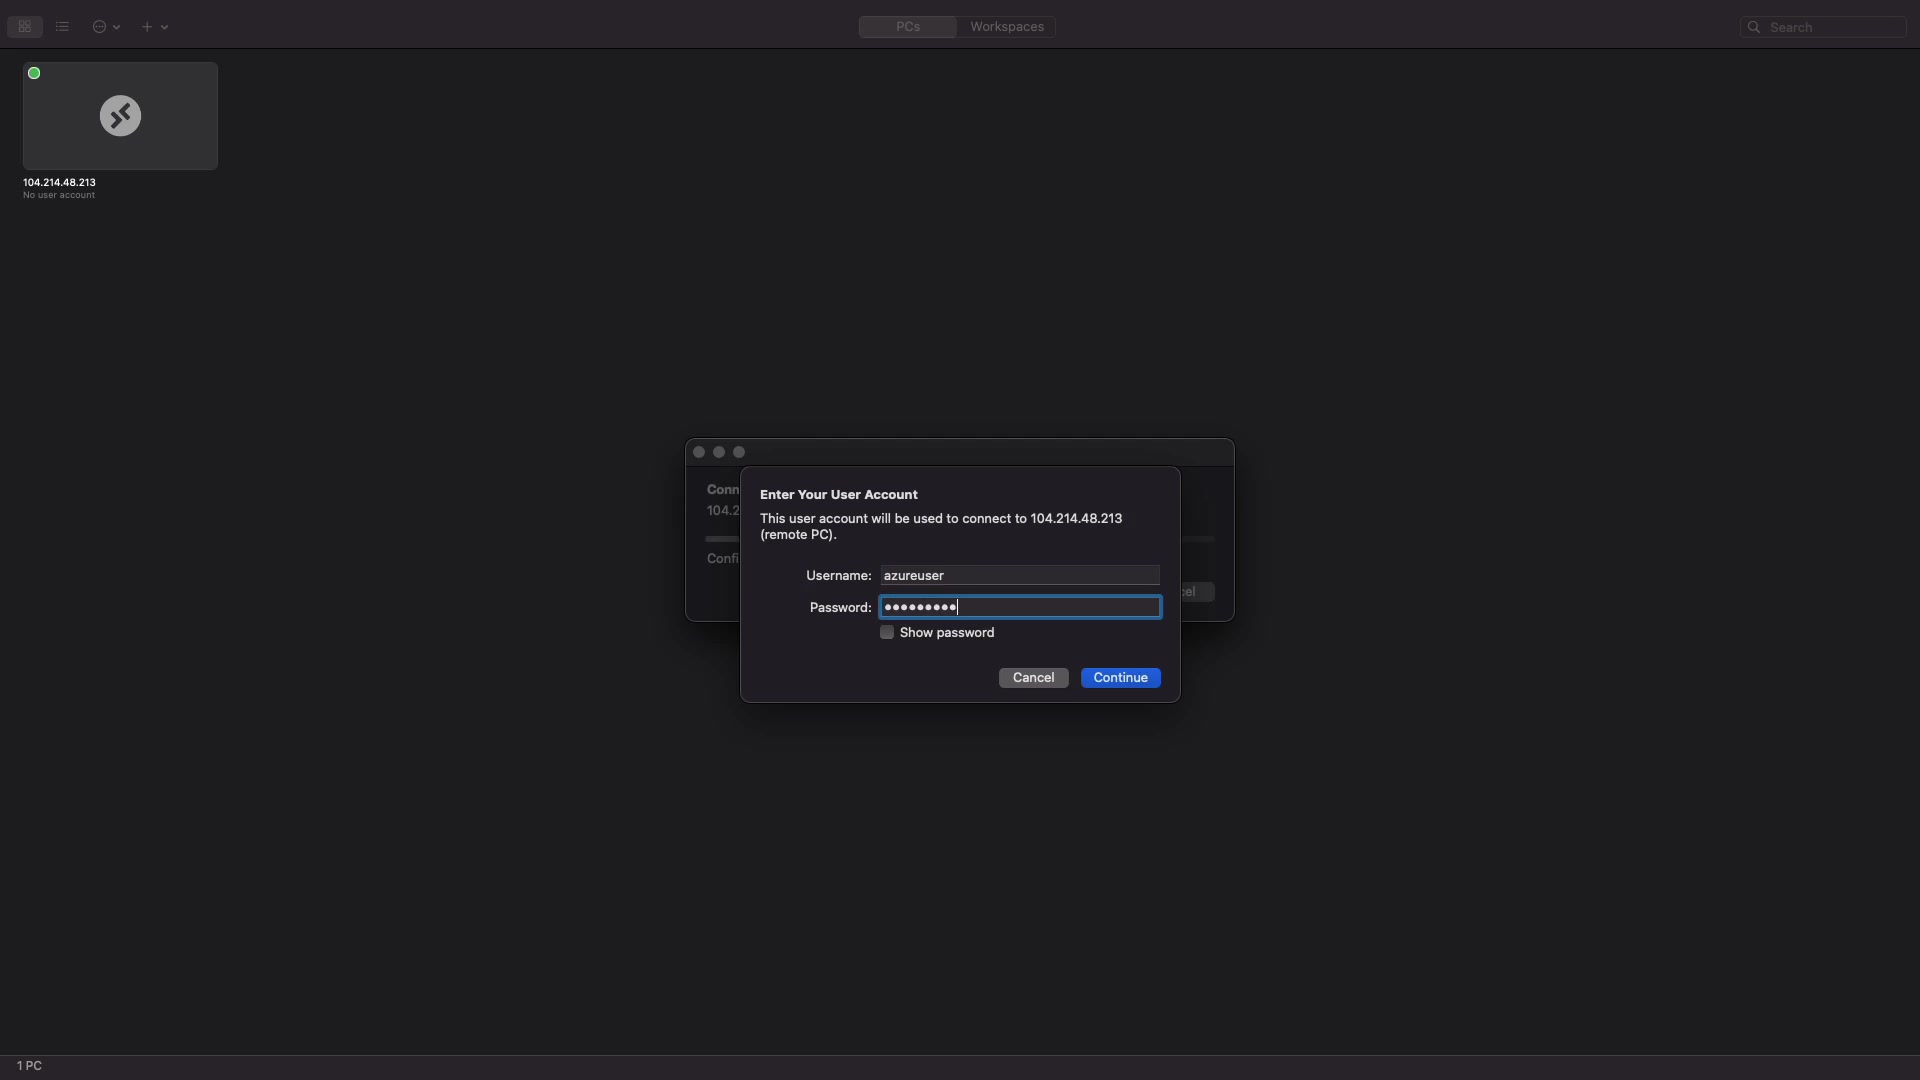 PCs
Workspaces
Search
104.214.48.213
No user account
Conn
104.2
Confi
cel
Enter Your User Account
This user account will be used to connect to 104.214.48.213
(remote PC).
Username: azureuser
Password: •••••••••
Show password
Cancel
Continue
1 PC